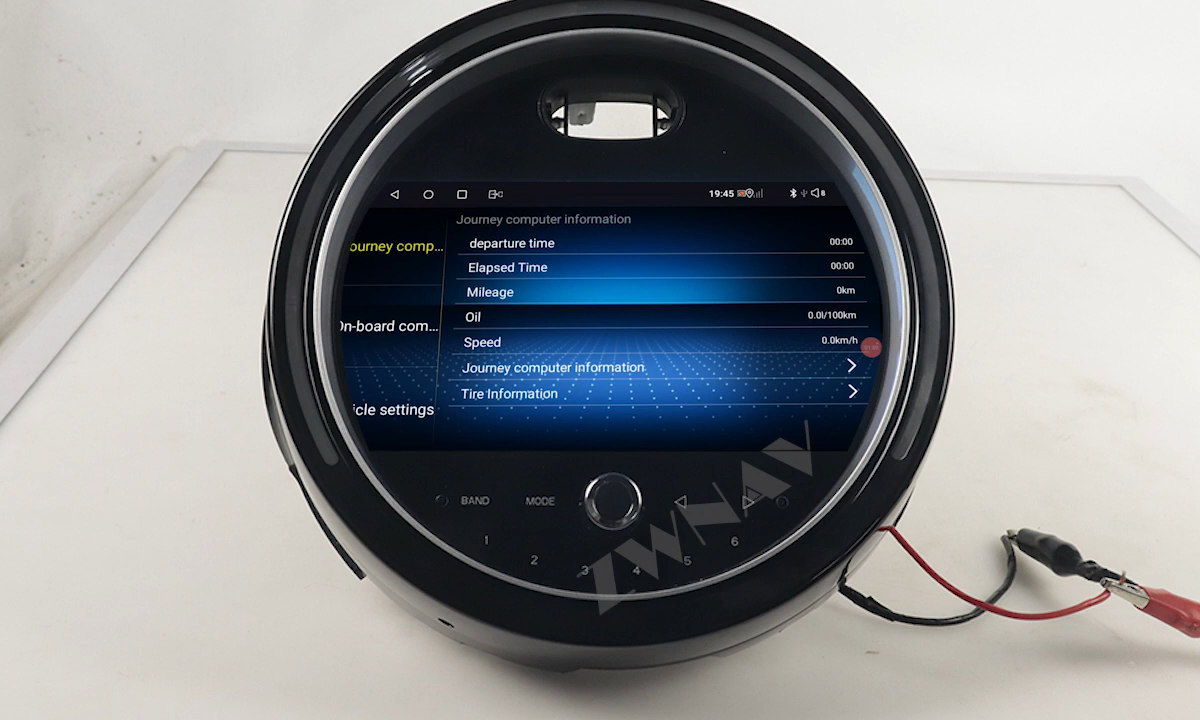 19:45
8
Journey computer information
ourney comp...
departure time 00:00
Elapsed Time 00:00
Mileage 0km
On-board com...
Oil 0.0l/100km
Speed 0.0km/h
Journey computer information
icle settings
Tire Information
BAND MODE
1 2 3 4 5 6
ZWNAV